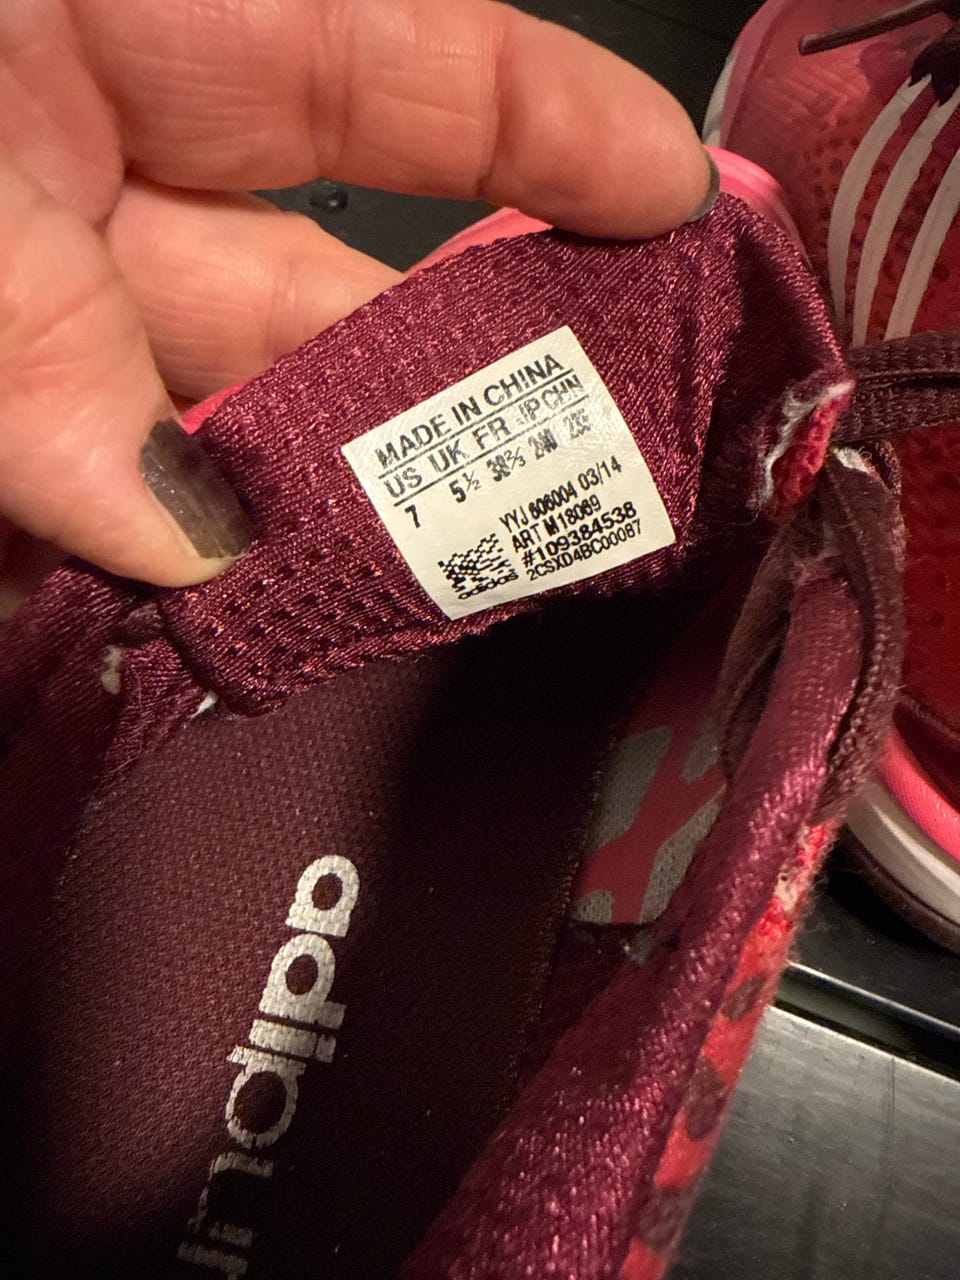 MADE IN CHINA
US UK FR JP CHN
7 5½ 38⅔ 240 235
YYJ 606004 03/14
ART M18069
#109384538
2CSXD4BC00087
adidas
adipur